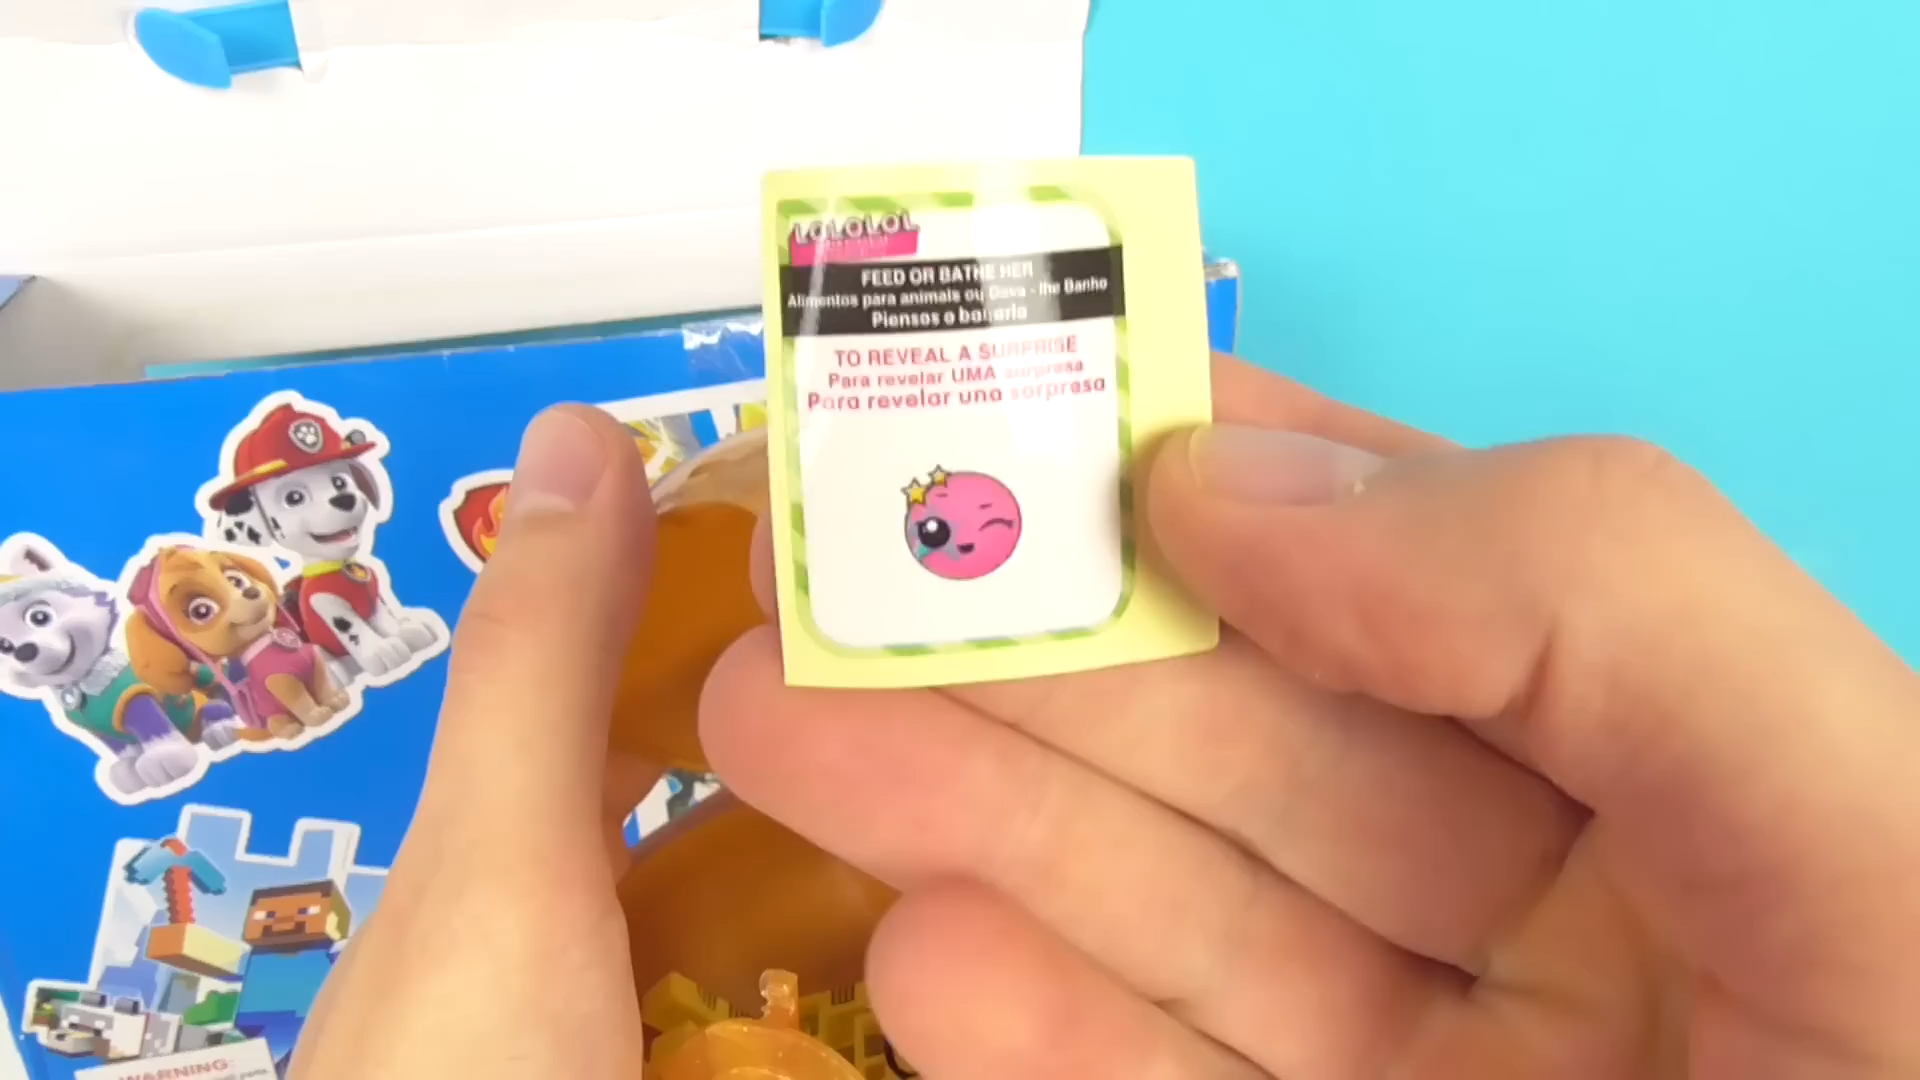 LOLOLOL
FEED OR BATHE HER
Alimentos para animais ou Dava - lhe Banho
Piensos o bañarla
TO REVEAL A SURPRISE
Para revelar UMA surpresa
Para revelar una sorpresa
WARNING: